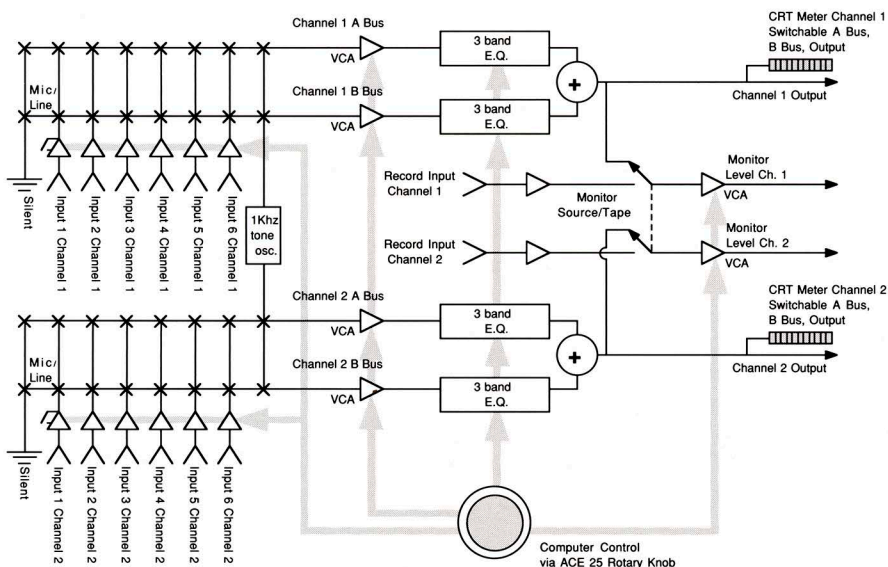 Channel 1 A Bus
VCA
3 band
E.Q.
+
CRT Meter Channel 1
Switchable A Bus,
B Bus, Output
Channel 1 Output
Mic/
Line
Channel 1 B Bus
VCA
3 band
E.Q.
Silent
Input 1 Channel 1
Input 2 Channel 1
Input 3 Channel 1
Input 4 Channel 1
Input 5 Channel 1
Input 6 Channel 1
1Khz
tone
osc.
Record Input
Channel 1
Monitor
Source/Tape
Monitor
Level Ch. 1
VCA
Record Input
Channel 2
Monitor
Level Ch. 2
VCA
Channel 2 A Bus
VCA
3 band
E.Q.
+
CRT Meter Channel 2
Switchable A Bus,
B Bus, Output
Channel 2 Output
Mic/
Line
Channel 2 B Bus
VCA
3 band
E.Q.
Silent
Input 1 Channel 2
Input 2 Channel 2
Input 3 Channel 2
Input 4 Channel 2
Input 5 Channel 2
Input 6 Channel 2
Computer Control
via ACE 25 Rotary Knob